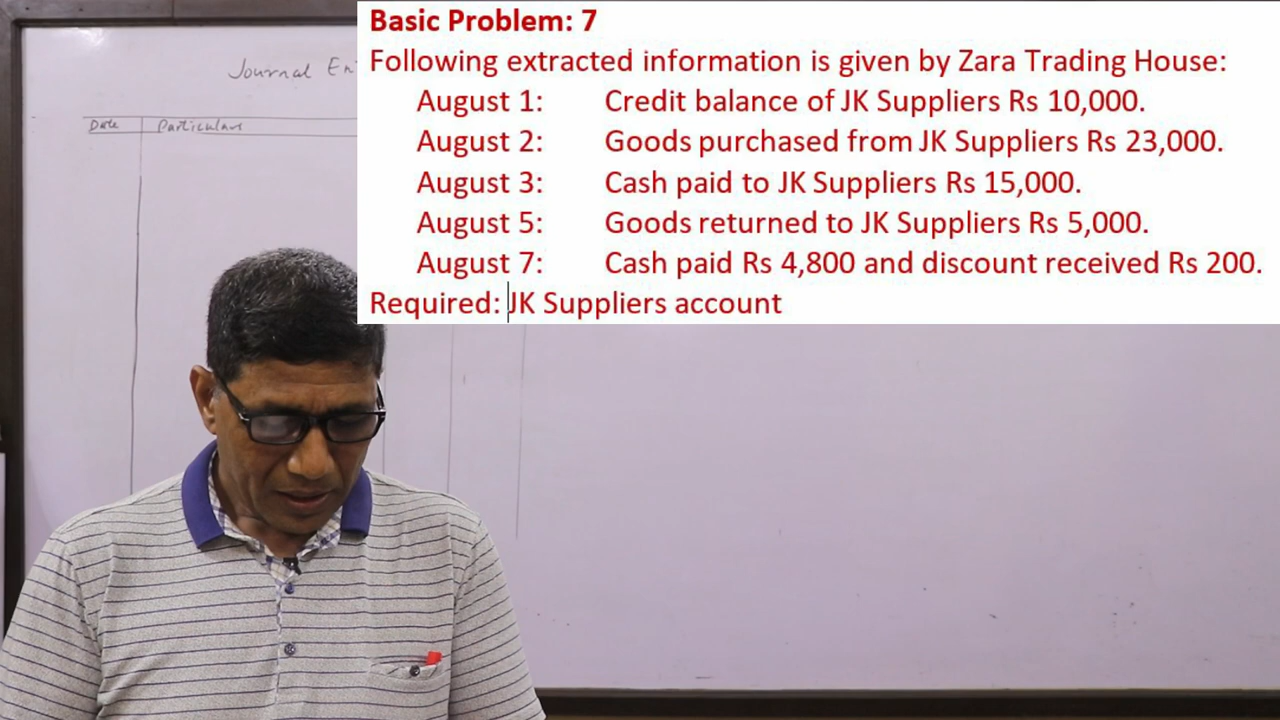 Basic Problem: 7
Following extracted information is given by Zara Trading House:
August 1: Credit balance of JK Suppliers Rs 10,000.
August 2: Goods purchased from JK Suppliers Rs 23,000.
August 3: Cash paid to JK Suppliers Rs 15,000.
August 5: Goods returned to JK Suppliers Rs 5,000.
August 7: Cash paid Rs 4,800 and discount received Rs 200.
Required: JK Suppliers account
Journal
Date Particulars